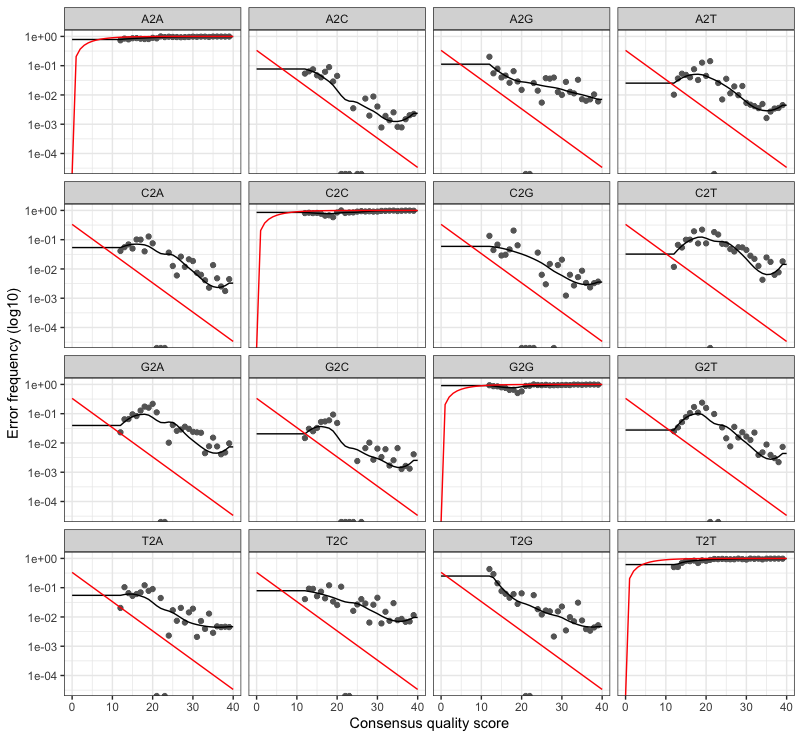 A2A A2C A2G A2T
1e+00
1e-01
1e-02
1e-03
1e-04
C2A C2C C2G C2T
1e+00
1e-01
1e-02
1e-03
1e-04
G2A G2C G2G G2T
1e+00
1e-01
1e-02
1e-03
1e-04
T2A T2C T2G T2T
1e+00
1e-01
1e-02
1e-03
1e-04
0 10 20 30 40 0 10 20 30 40 0 10 20 30 40 0 10 20 30 40
Consensus quality score
Error frequency (log10)